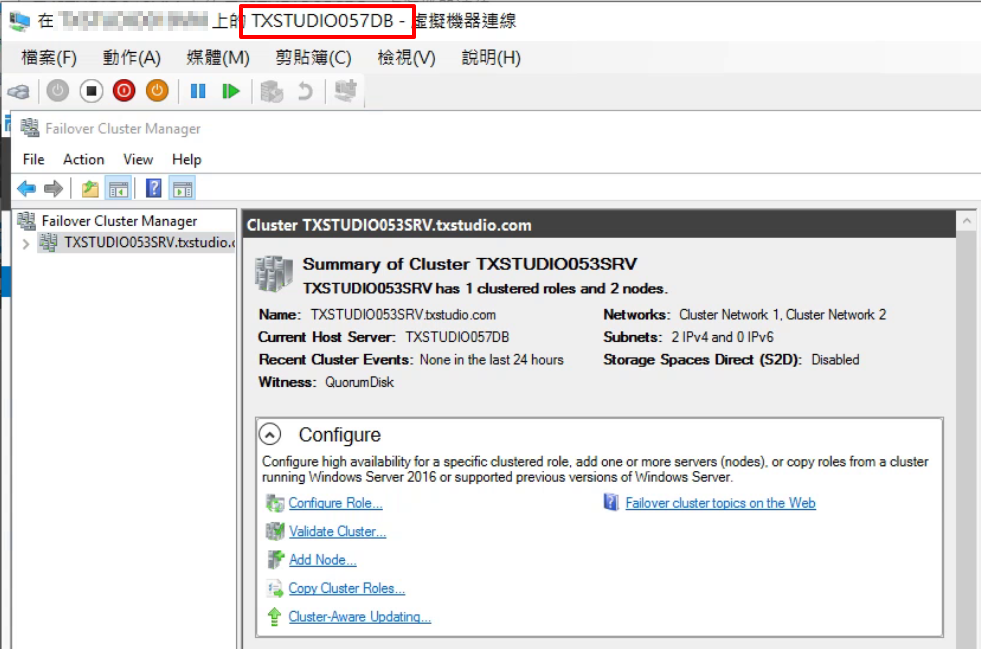 在 上的 TXSTUDIO057DB - 虛擬機器連線
檔案(F) 動作(A) 媒體(M) 剪貼簿(C) 檢視(V) 說明(H)
Failover Cluster Manager
File Action View Help
Failover Cluster Manager
TXSTUDIO053SRV.txstudio.c
Cluster TXSTUDIO053SRV.txstudio.com
Summary of Cluster TXSTUDIO053SRV
TXSTUDIO053SRV has 1 clustered roles and 2 nodes.
Name: TXSTUDIO053SRV.txstudio.com
Networks: Cluster Network 1, Cluster Network 2
Current Host Server: TXSTUDIO057DB
Subnets: 2 IPv4 and 0 IPv6
Recent Cluster Events: None in the last 24 hours
Storage Spaces Direct (S2D): Disabled
Witness: QuorumDisk
Configure
Configure high availability for a specific clustered role, add one or more servers (nodes), or copy roles from a cluster
running Windows Server 2016 or supported previous versions of Windows Server.
Configure Role...
Failover cluster topics on the Web
Validate Cluster...
Add Node...
Copy Cluster Roles...
Cluster-Aware Updating...